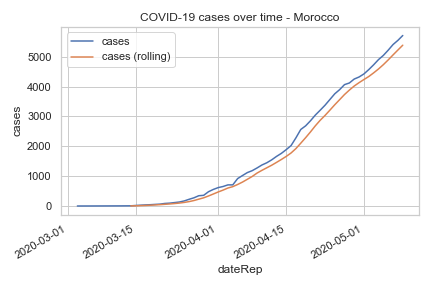 COVID-19 cases over time - Morocco
cases
cases (rolling)
5000
4000
3000
2000
1000
0
cases
2020-03-01
2020-03-15
2020-04-01
2020-04-15
2020-05-01
dateRep